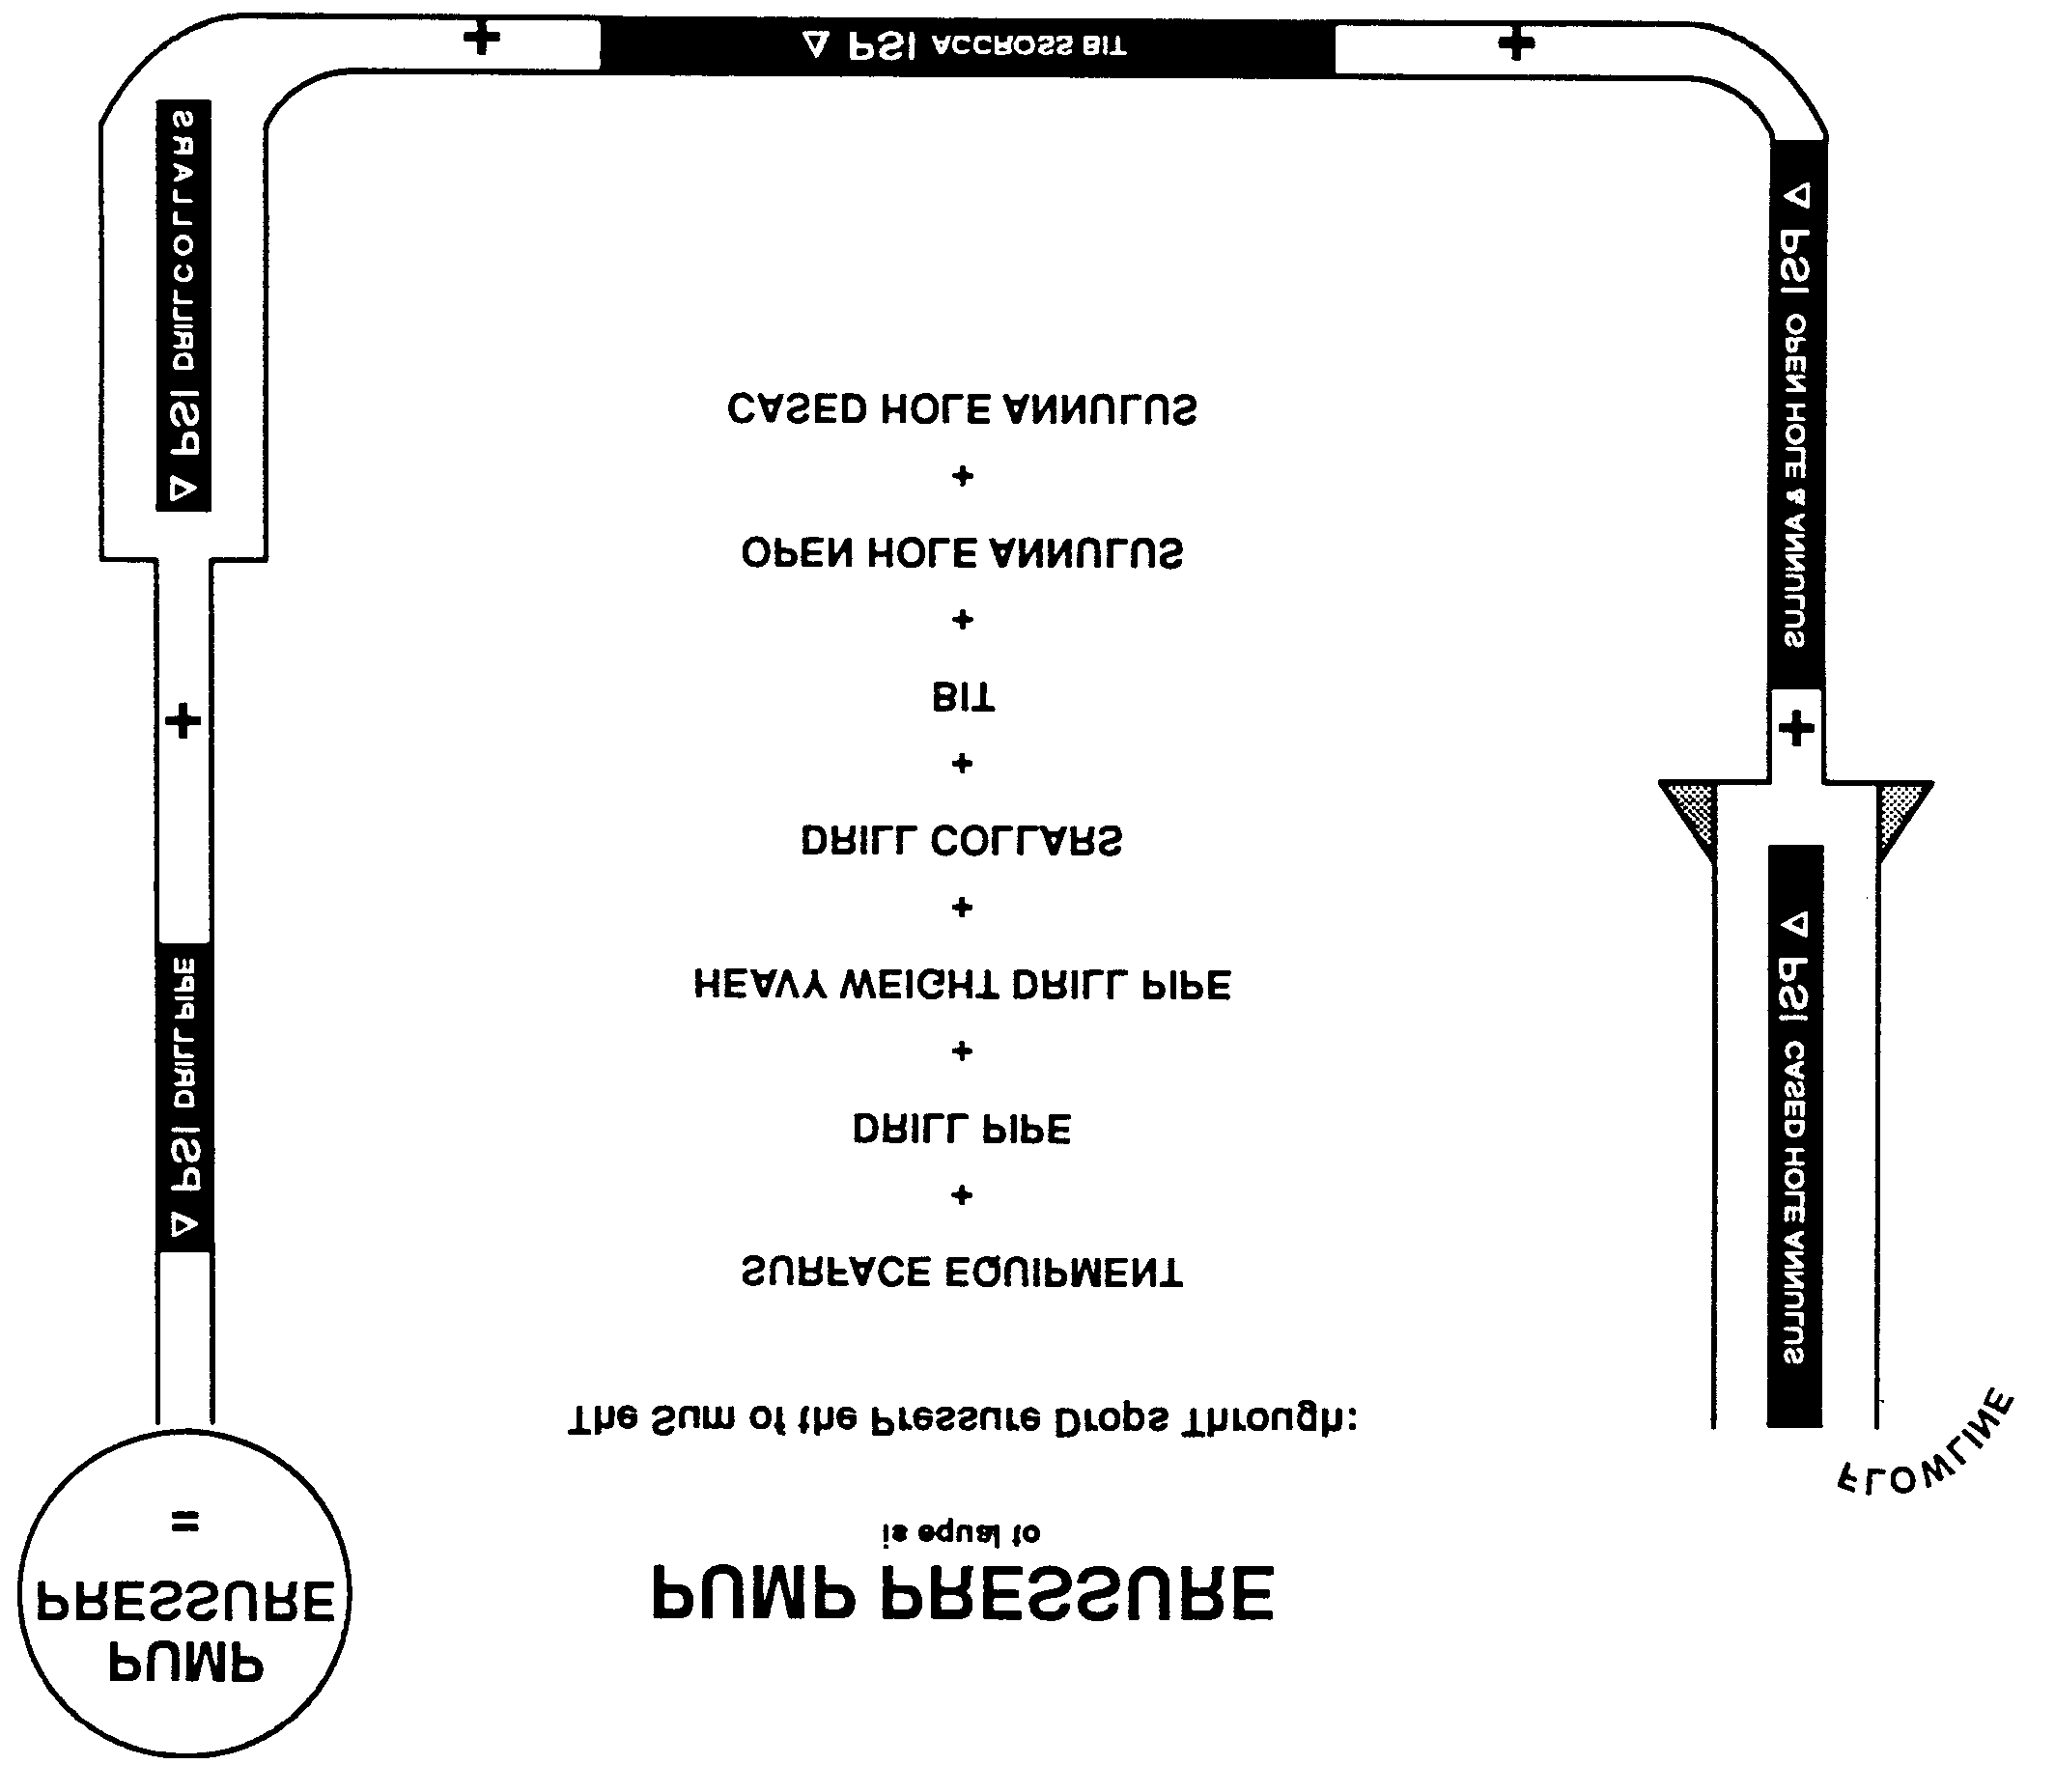 PUMP
PRESSURE
=
PUMP PRESSURE
is equal to
The Sum of the Pressure Drops Through:
SURFACE EQUIPMENT
+
DRILL PIPE
+
HEAVY WEIGHT DRILL PIPE
+
DRILL COLLARS
+
BIT
+
OPEN HOLE ANNULUS
+
CASED HOLE ANNULUS
FLOWLINE
Δ PSI DRILL PIPE
+
Δ PSI DRILL COLLARS
+
Δ PSI ACCROSS BIT
+
Δ PSI OPEN HOLE & ANNULUS
+
Δ PSI CASED HOLE ANNULUS